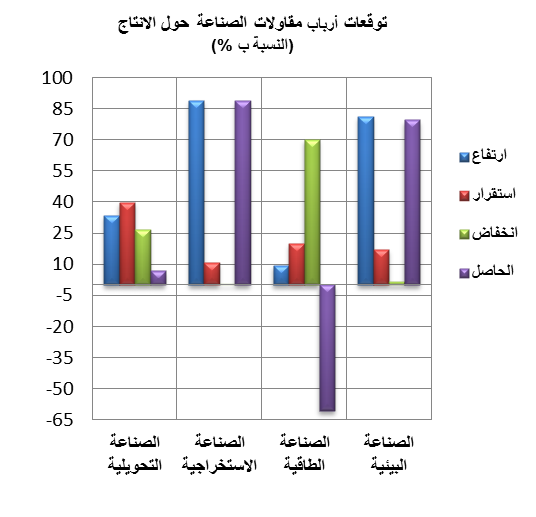 توقعات أرباب مقاولات الصناعة حول الانتاج
(النسبة ب %)
100
85
70
55
40
25
10
-5
-20
-35
-50
-65
ارتفاع
استقرار
انخفاض
الحاصل
الصناعة
التحويلية
الصناعة
الاستخراجية
الصناعة
الطاقية
الصناعة
البيئية